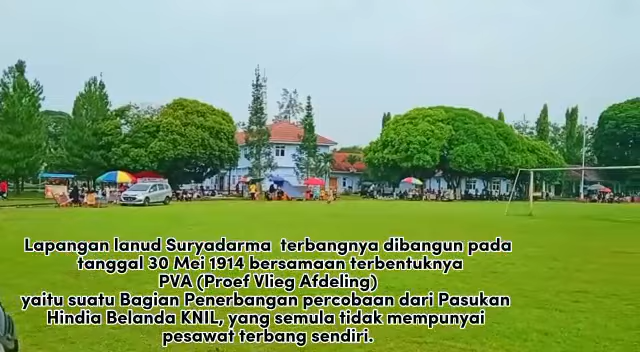 Lapangan lanud Suryadarma terbangnya dibangun pada
tanggal 30 Mei 1914 bersamaan terbentuknya
PVA (Proef Vlieg Afdeling)
yaitu suatu Bagian Penerbangan percobaan dari Pasukan
Hindia Belanda KNIL, yang semula tidak mempunyai
pesawat terbang sendiri.